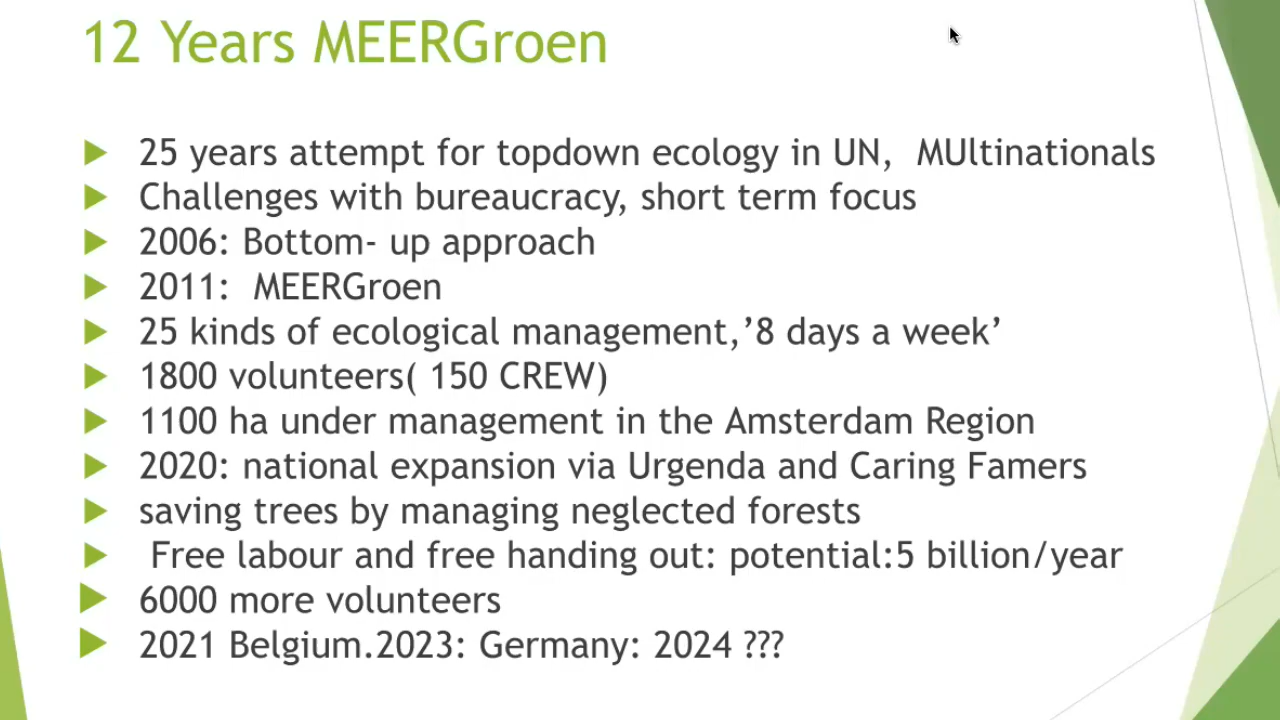 12 Years MEERGroen
25 years attempt for topdown ecology in UN,  MUltinationals
Challenges with bureaucracy, short term focus
2006: Bottom- up approach
2011:  MEERGroen
25 kinds of ecological management,’8 days a week’
1800 volunteers( 150 CREW)
1100 ha under management in the Amsterdam Region
2020: national expansion via Urgenda and Caring Famers
saving trees by managing neglected forests
Free labour and free handing out: potential:5 billion/year
6000 more volunteers
2021 Belgium.2023: Germany: 2024 ???